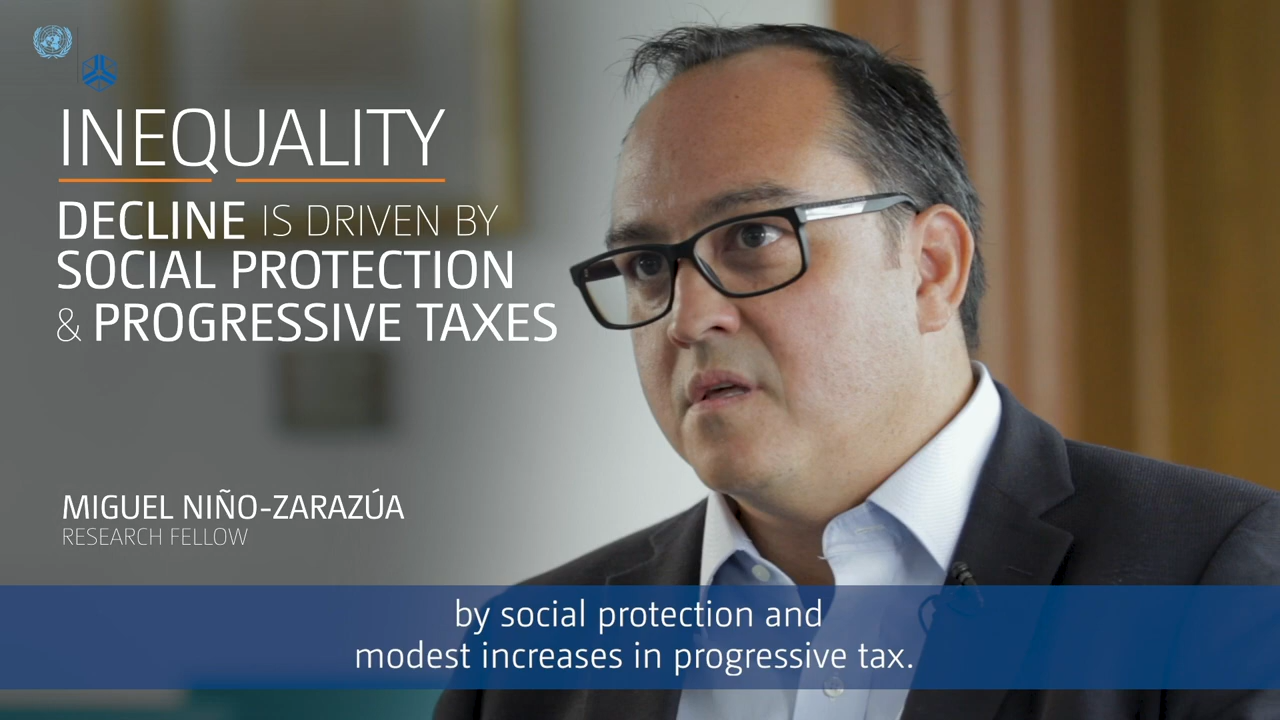 INEQUALITY
DECLINE IS DRIVEN BY
SOCIAL PROTECTION
& PROGRESSIVE TAXES
MIGUEL NIÑO-ZARAZÚA
RESEARCH FELLOW
by social protection and
modest increases in progressive tax.